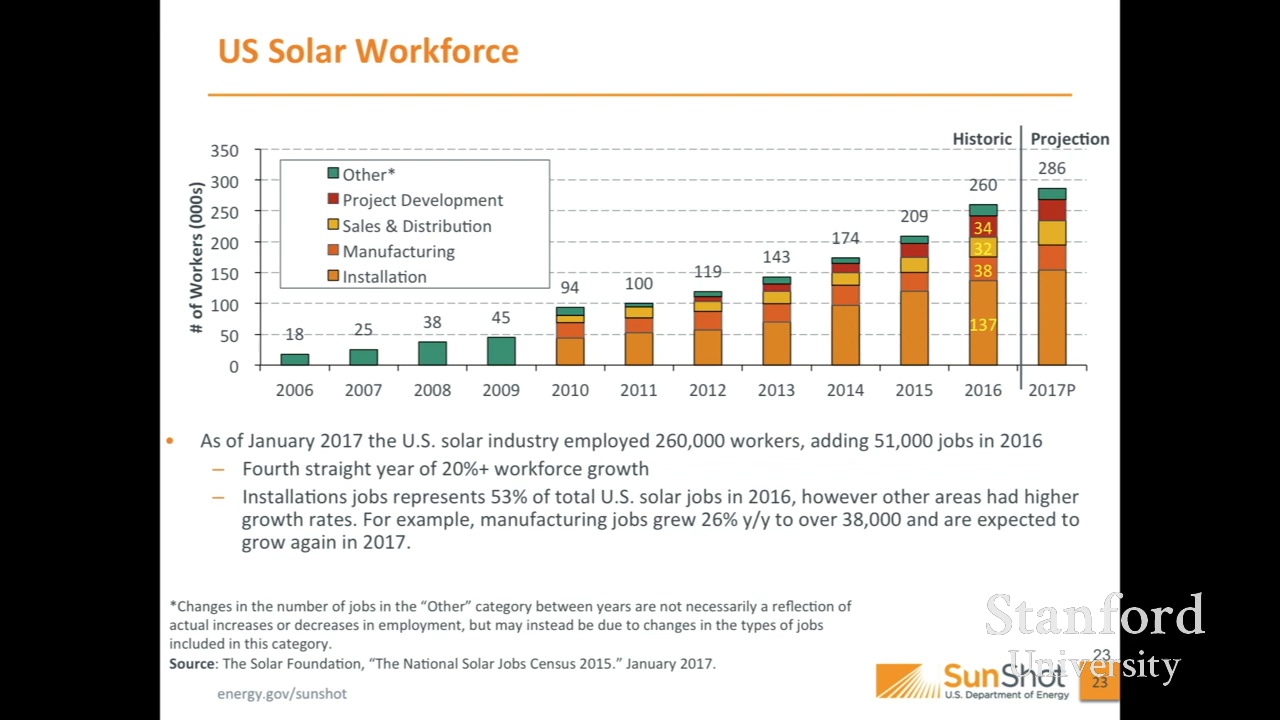 US Solar Workforce
Historic
Projection
# of Workers (000s)
350
300
250
200
150
100
50
0
Other*
Project Development
Sales & Distribution
Manufacturing
Installation
18
25
38
45
94
100
119
143
174
209
260
286
34
32
38
137
2006
2007
2008
2009
2010
2011
2012
2013
2014
2015
2016
2017P
• As of January 2017 the U.S. solar industry employed 260,000 workers, adding 51,000 jobs in 2016
– Fourth straight year of 20%+ workforce growth
– Installations jobs represents 53% of total U.S. solar jobs in 2016, however other areas had higher
growth rates. For example, manufacturing jobs grew 26% y/y to over 38,000 and are expected to
grow again in 2017.
*Changes in the number of jobs in the “Other” category between years are not necessarily a reflection of
actual increases or decreases in employment, but may instead be due to changes in the types of jobs
included in this category.
Source: The Solar Foundation, “The National Solar Jobs Census 2015.” January 2017.
energy.gov/sunshot
Stanford
University
SunShot
U.S. Department of Energy
23
23